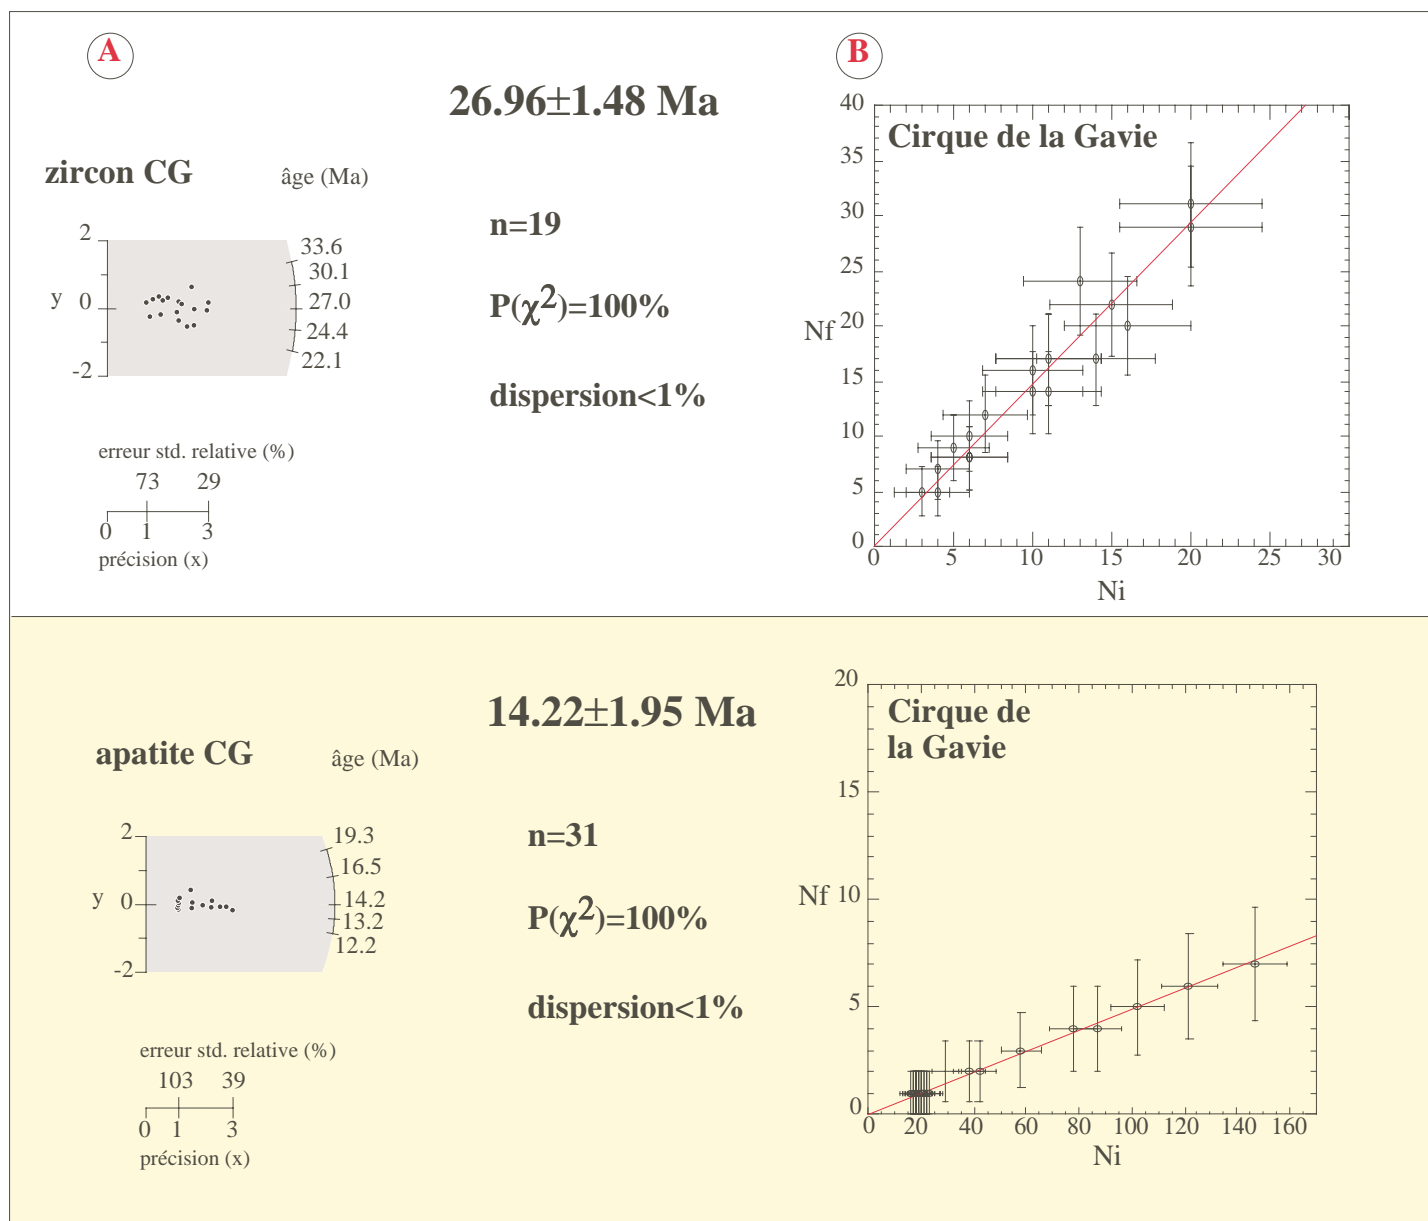 A
26.96±1.48 Ma
zircon CG
âge (Ma)
2
y 0
-2
33.6
30.1
27.0
24.4
22.1
n=19
P(χ2)=100%
dispersion<1%
erreur std. relative (%)
73 29
0 1 3
précision (x)
B
Cirque de la Gavie
40
35
30
25
Nf
20
15
10
5
0
0 5 10 15 20 25 30
Ni
14.22±1.95 Ma
apatite CG
âge (Ma)
2
y 0
-2
19.3
16.5
14.2
13.2
12.2
n=31
P(χ2)=100%
dispersion<1%
erreur std. relative (%)
103 39
0 1 3
précision (x)
Cirque de
la Gavie
20
15
Nf 10
5
0
0 20 40 60 80 100 120 140 160
Ni